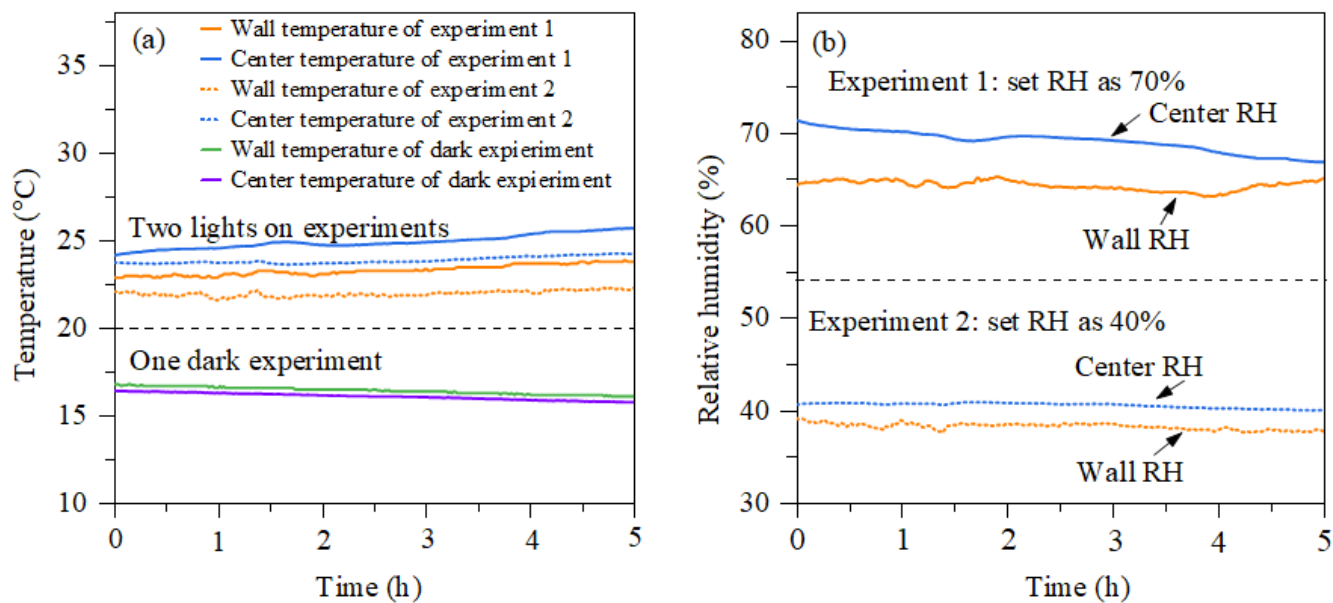 (a)
Wall temperature of experiment 1
Center temperature of experiment 1
Wall temperature of experiment 2
Center temperature of experiment 2
Wall temperature of dark expieriment
Center temperature of dark expieriment
Two lights on experiments
One dark experiment
Temperature (°C)
35
30
25
20
15
10
0 1 2 3 4 5
Time (h)
(b)
Experiment 1: set RH as 70%
Center RH
Wall RH
Experiment 2: set RH as 40%
Center RH
Wall RH
Relative humidity (%)
80
70
60
50
40
30
0 1 2 3 4 5
Time (h)